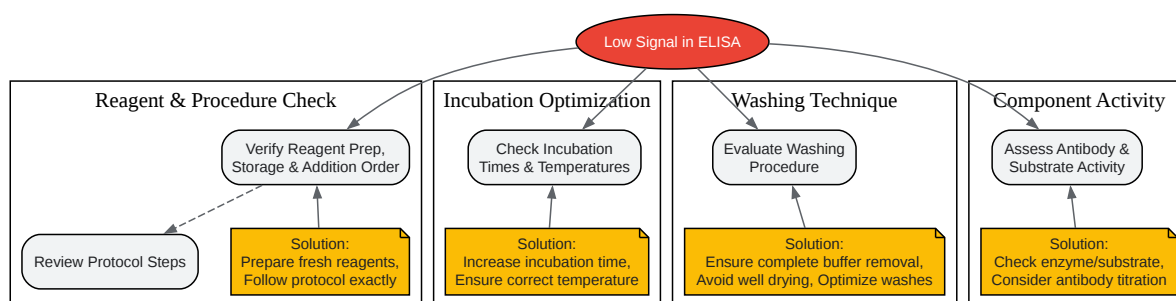 Low Signal in ELISA
Reagent & Procedure Check
Verify Reagent Prep,
Storage & Addition Order
Review Protocol Steps
Solution:
Prepare fresh reagents,
Follow protocol exactly
Incubation Optimization
Check Incubation
Times & Temperatures
Solution:
Increase incubation time,
Ensure correct temperature
Washing Technique
Evaluate Washing
Procedure
Solution:
Ensure complete buffer removal,
Avoid well drying, Optimize washes
Component Activity
Assess Antibody &
Substrate Activity
Solution:
Check enzyme/substrate,
Consider antibody titration